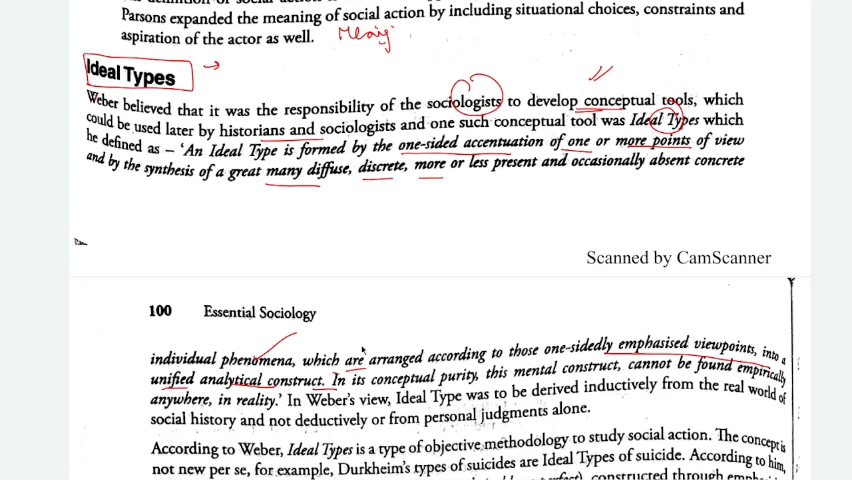 Parsons expanded the meaning of social action by including situational choices, constraints and
aspiration of the actor as well.
Ideal Types
Weber believed that it was the responsibility of the sociologists to develop conceptual tools, which
could be used later by historians and sociologists and one such conceptual tool was Ideal Types which
he defined as – 'An Ideal Type is formed by the one-sided accentuation of one or more points of view
and by the synthesis of a great many diffuse, discrete, more or less present and occasionally absent concrete
Scanned by CamScanner
100 Essential Sociology
individual phenomena, which are arranged according to those one-sidedly emphasised viewpoints, into a
unified analytical construct. In its conceptual purity, this mental construct, cannot be found empirically
anywhere, in reality.' In Weber's view, Ideal Type was to be derived inductively from the real world of
social history and not deductively or from personal judgments alone.
According to Weber, Ideal Types is a type of objective methodology to study social action. The concept is
not new per se, for example, Durkheim's types of suicides are Ideal Types of suicide. According to him,
constructed through